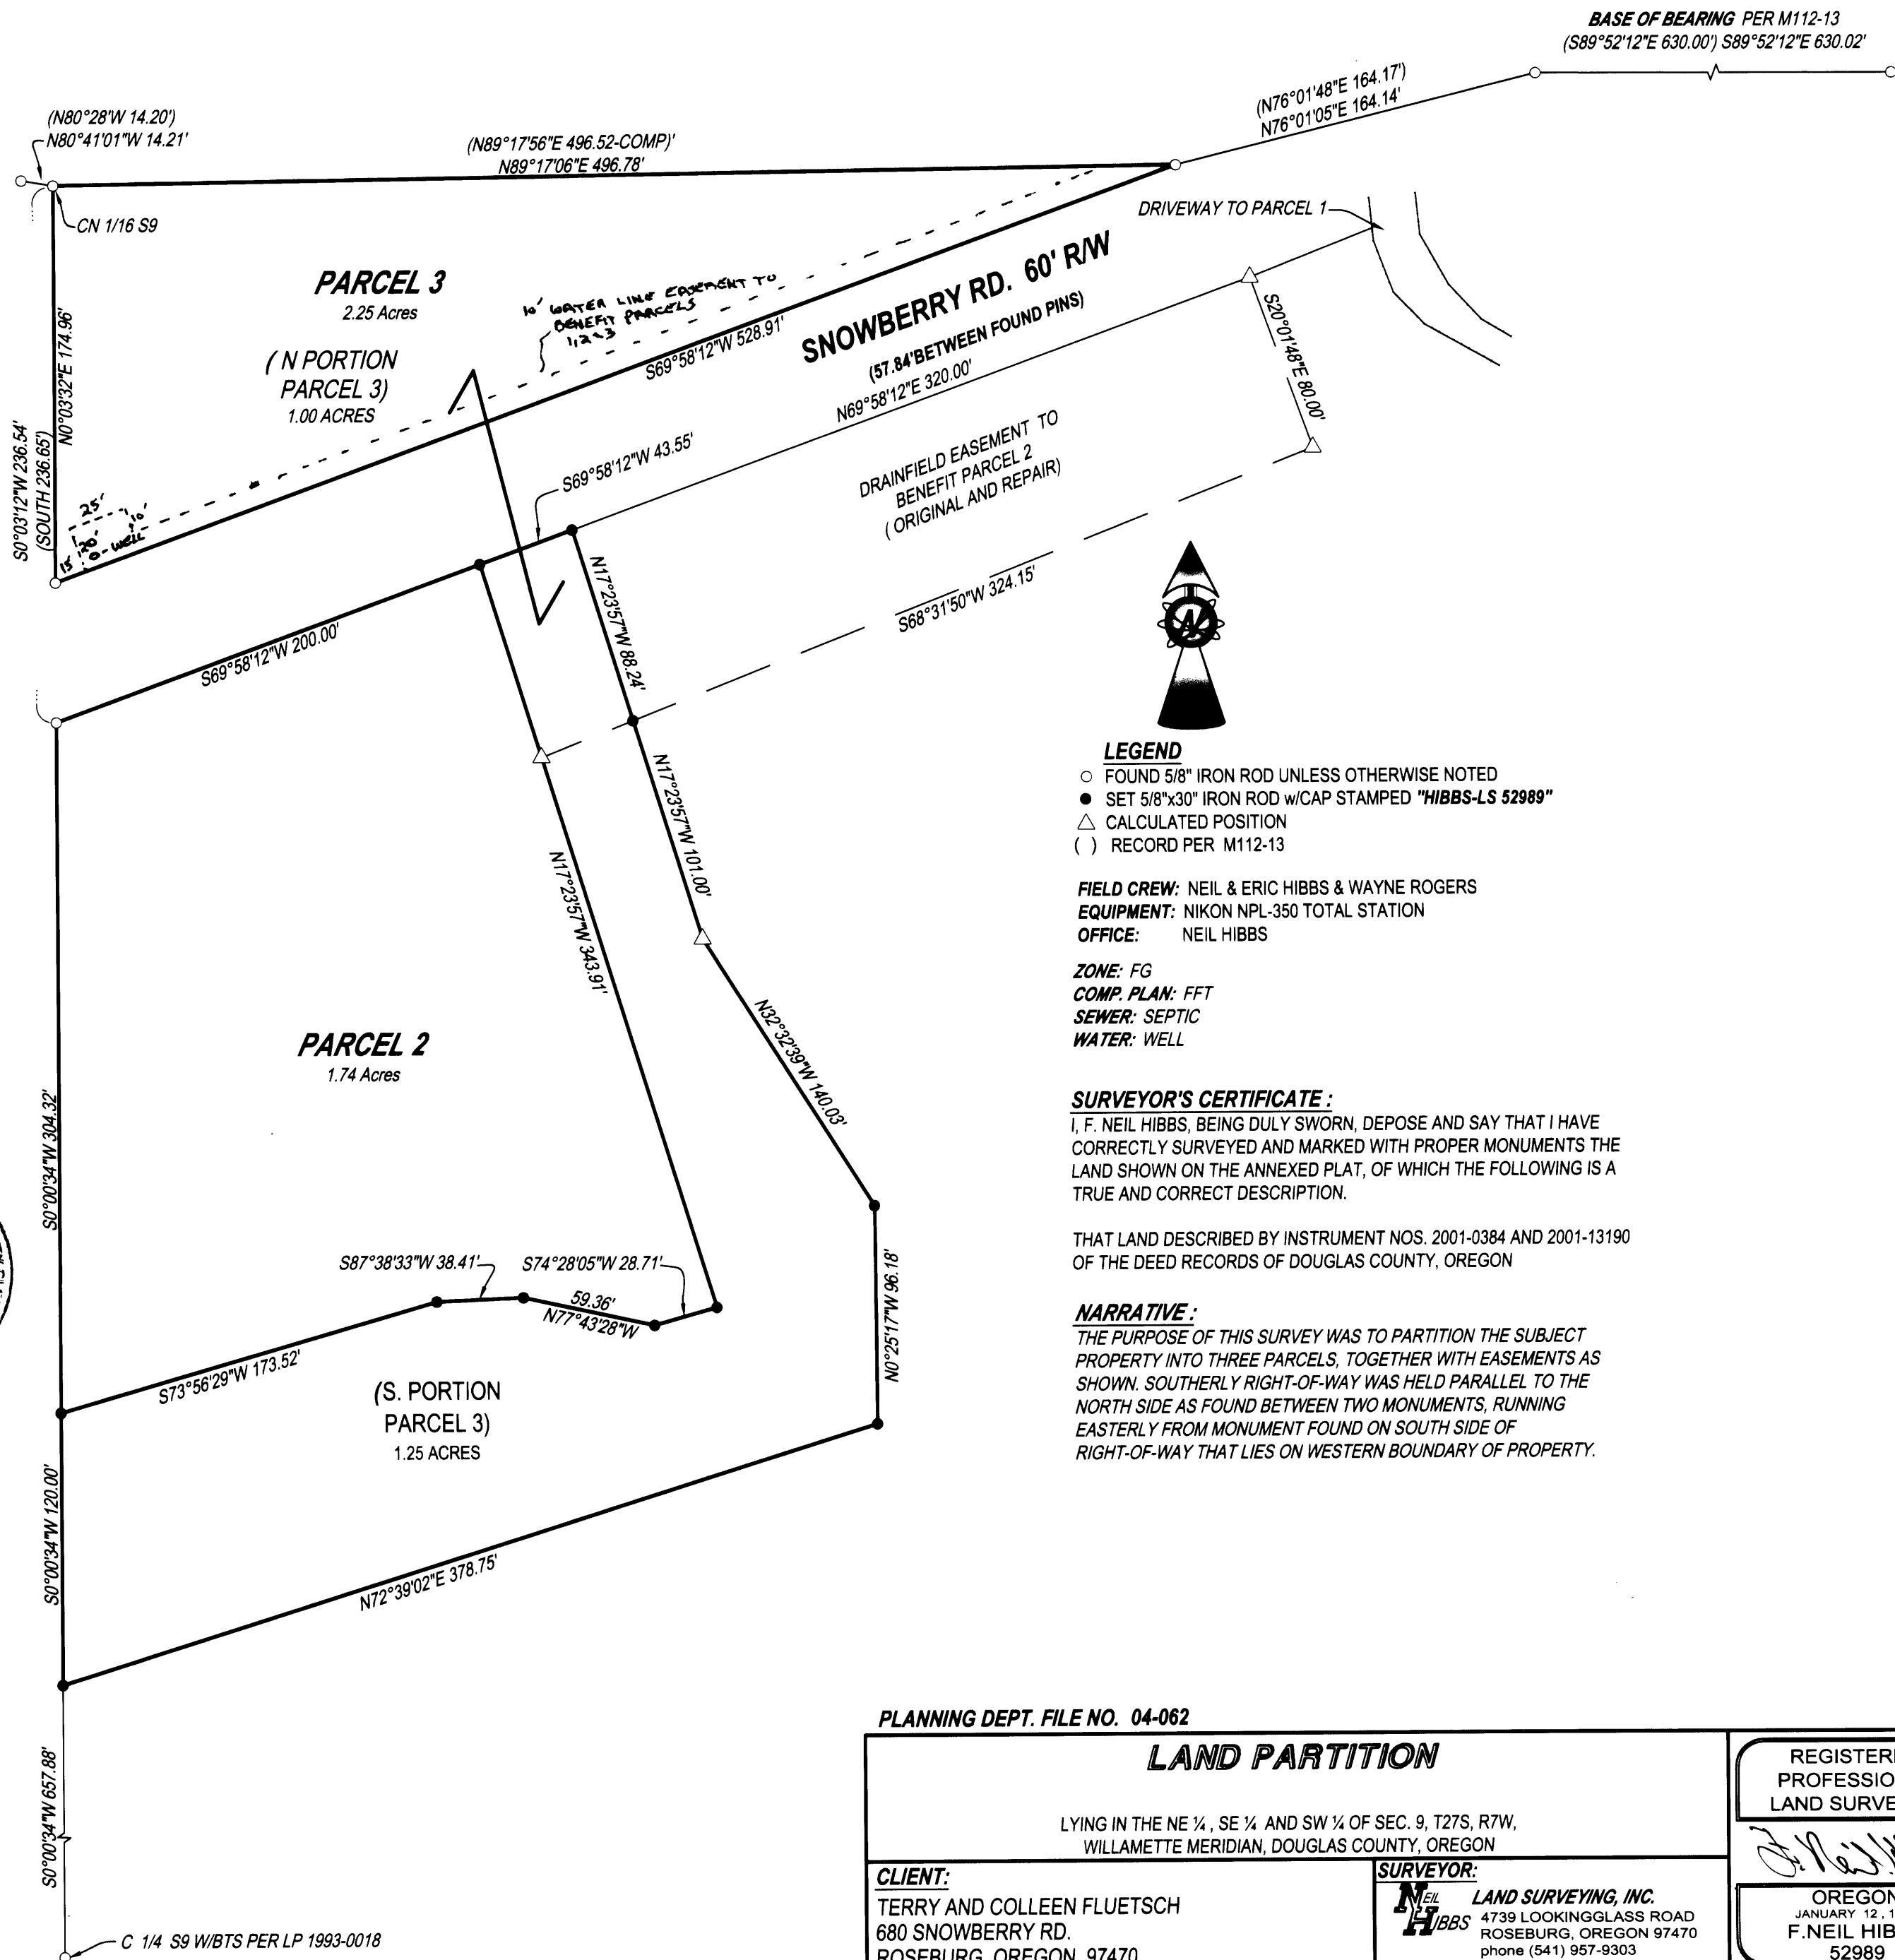 BASE OF BEARING PER M112-13
(S89°52'12"E 630.00') S89°52'12"E 630.02'
(N76°01'48"E 164.17')
N76°01'05"E 164.14'
(N80°28'W 14.20')
N80°41'01"W 14.21'
(N89°17'56"E 496.52-COMP)'
N89°17'06"E 496.78'
CN 1/16 S9
DRIVEWAY TO PARCEL 1
PARCEL 3
2.25 Acres
(N PORTION
PARCEL 3)
1.00 ACRES
10' WATER LINE EASEMENT TO
BENEFIT PARCELS
1,2&3
S69°58'12"W 528.91'
SNOWBERRY RD. 60' R/W
(57.84'BETWEEN FOUND PINS)
N69°58'12"E 320.00'
S20°01'48"E 80.00'
N0°03'32"E 174.96'
S0°03'12"W 236.54'
(SOUTH 236.65')
25'
10'
20'
15'
O-WELL
S69°58'12"W 43.55'
DRAINFIELD EASEMENT TO
BENEFIT PARCEL 2
( ORIGINAL AND REPAIR)
S68°31'50"W 324.15'
S69°58'12"W 200.00'
N17°23'57"W 88.24'
N17°23'57"W 101.00'
N17°23'57"W 343.91'
N32°32'39"W 140.03'
N0°25'17"W 96.18'
N
LEGEND
FOUND 5/8" IRON ROD UNLESS OTHERWISE NOTED
SET 5/8"x30" IRON ROD w/CAP STAMPED "HIBBS-LS 52989"
CALCULATED POSITION
( ) RECORD PER M112-13
FIELD CREW: NEIL & ERIC HIBBS & WAYNE ROGERS
EQUIPMENT: NIKON NPL-350 TOTAL STATION
OFFICE: NEIL HIBBS
ZONE: FG
COMP. PLAN: FFT
SEWER: SEPTIC
WATER: WELL
PARCEL 2
1.74 Acres
S0°00'34"W 304.32'
S87°38'33"W 38.41'
S74°28'05"W 28.71'
59.36'
N77°43'28"W
S73°56'29"W 173.52'
(S. PORTION
PARCEL 3)
1.25 ACRES
S0°00'34"W 120.00'
N72°39'02"E 378.75'
S0°00'34"W 657.88'
C 1/4 S9 W/BTS PER LP 1993-0018
SURVEYOR'S CERTIFICATE :
I, F. NEIL HIBBS, BEING DULY SWORN, DEPOSE AND SAY THAT I HAVE
CORRECTLY SURVEYED AND MARKED WITH PROPER MONUMENTS THE
LAND SHOWN ON THE ANNEXED PLAT, OF WHICH THE FOLLOWING IS A
TRUE AND CORRECT DESCRIPTION.
THAT LAND DESCRIBED BY INSTRUMENT NOS. 2001-0384 AND 2001-13190
OF THE DEED RECORDS OF DOUGLAS COUNTY, OREGON
NARRATIVE :
THE PURPOSE OF THIS SURVEY WAS TO PARTITION THE SUBJECT
PROPERTY INTO THREE PARCELS, TOGETHER WITH EASEMENTS AS
SHOWN. SOUTHERLY RIGHT-OF-WAY WAS HELD PARALLEL TO THE
NORTH SIDE AS FOUND BETWEEN TWO MONUMENTS, RUNNING
EASTERLY FROM MONUMENT FOUND ON SOUTH SIDE OF
RIGHT-OF-WAY THAT LIES ON WESTERN BOUNDARY OF PROPERTY.
PLANNING DEPT. FILE NO. 04-062
LAND PARTITION
LYING IN THE NE ¼ , SE ¼ AND SW ¼ OF SEC. 9, T27S, R7W,
WILLAMETTE MERIDIAN, DOUGLAS COUNTY, OREGON
CLIENT:
TERRY AND COLLEEN FLUETSCH
680 SNOWBERRY RD.
ROSEBURG, OREGON 97470
SURVEYOR:
NEIL HIBBS LAND SURVEYING, INC.
4739 LOOKINGGLASS ROAD
ROSEBURG, OREGON 97470
phone (541) 957-9303
REGISTER
PROFESSIO
LAND SURVE
OREGON
JANUARY 12 , 1
F.NEIL HIB
52989